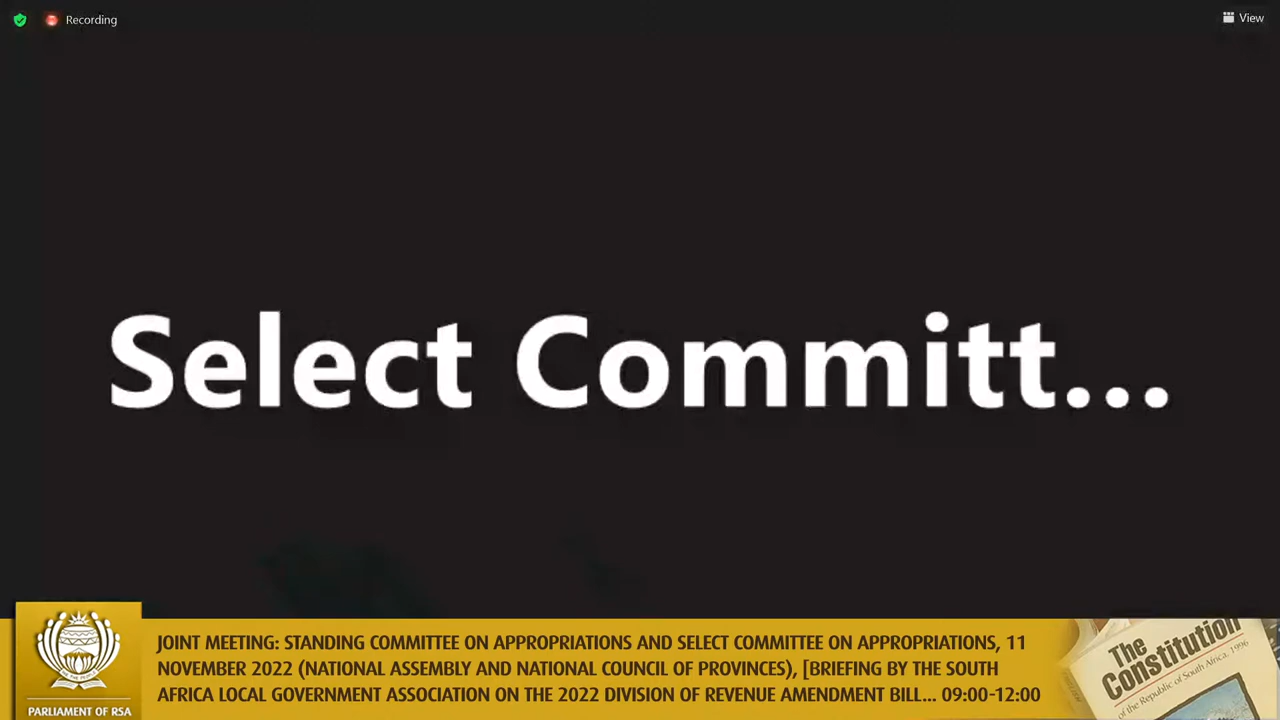 Recording
View
Select Committ...
JOINT MEETING: STANDING COMMITTEE ON APPROPRIATIONS AND SELECT COMMITTEE ON APPROPRIATIONS, 11
NOVEMBER 2022 (NATIONAL ASSEMBLY AND NATIONAL COUNCIL OF PROVINCES), [BRIEFING BY THE SOUTH
AFRICA LOCAL GOVERNMENT ASSOCIATION ON THE 2022 DIVISION OF REVENUE AMENDMENT BILL... 09:00-12:00
PARLIAMENT OF RSA
The
Constitution
of the Republic of South Africa, 1996